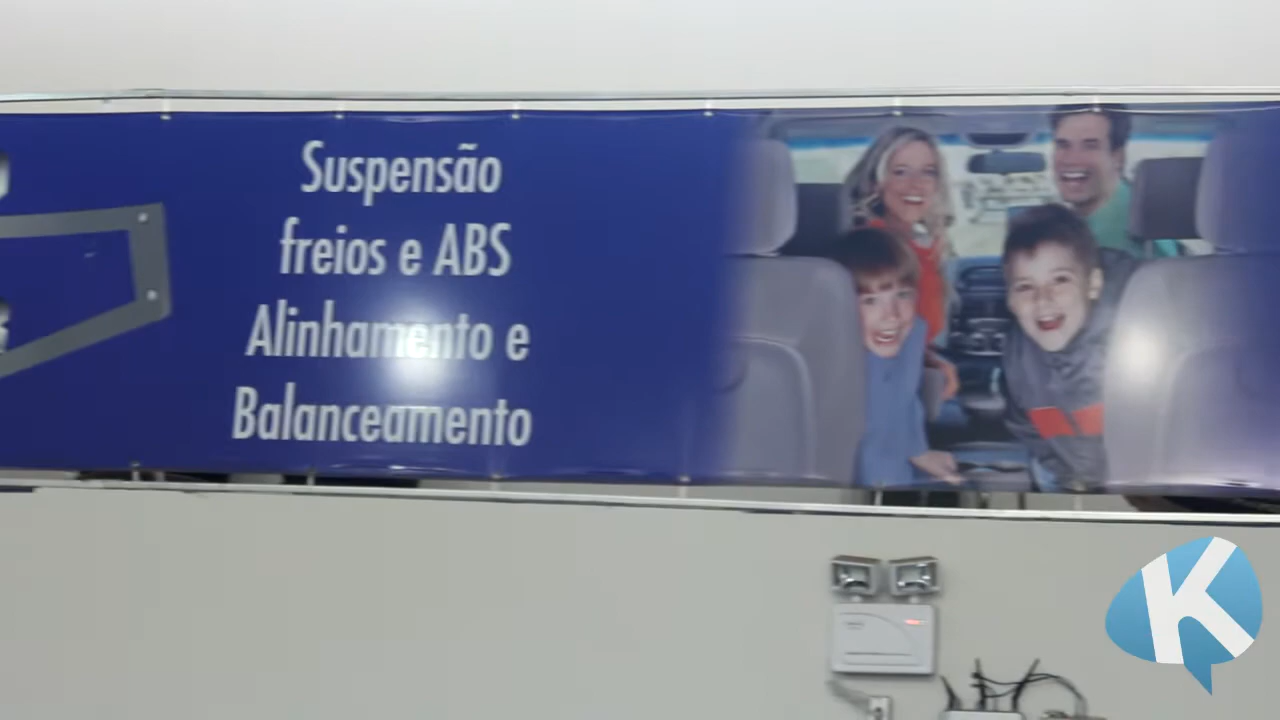 Suspensão
freios e ABS
Alinhamento e
Balanceamento
K